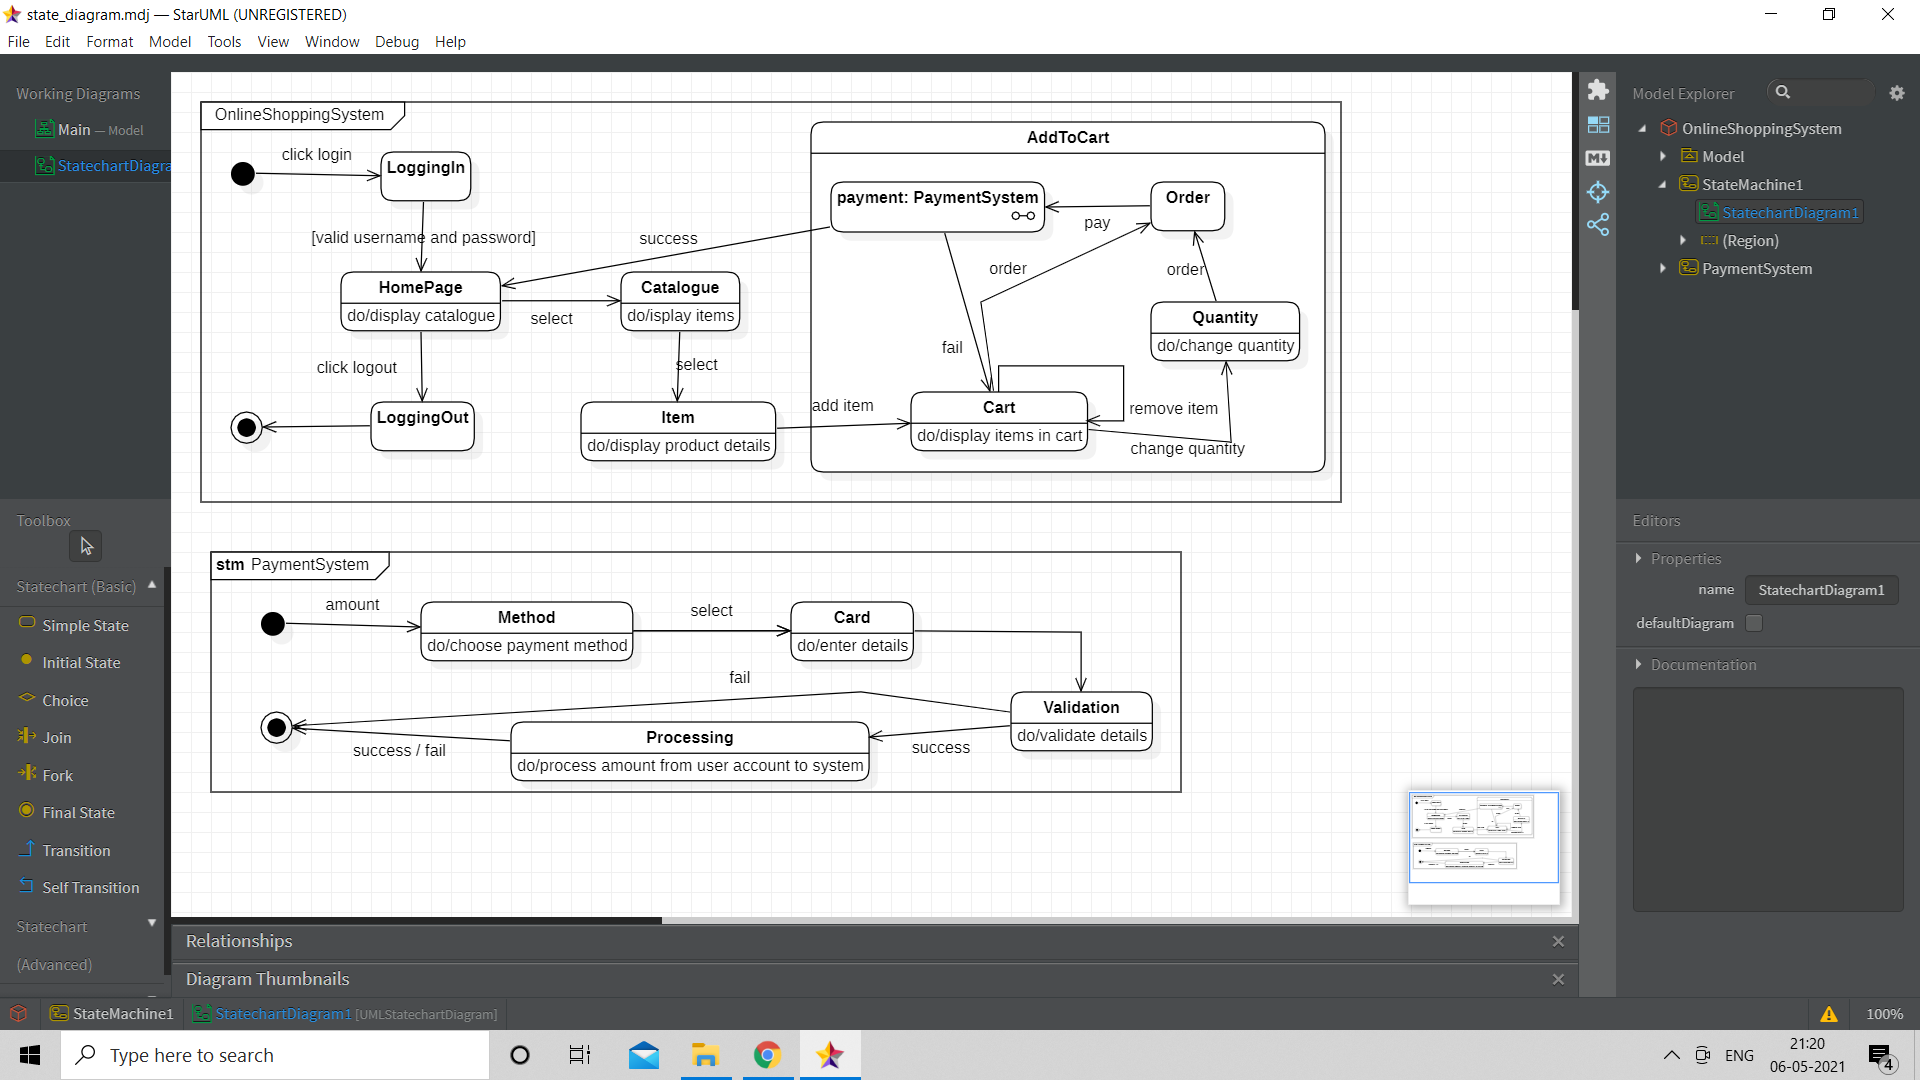 state_diagram.mdj — StarUML (UNREGISTERED)
File Edit Format Model Tools View Window Debug Help
Working Diagrams
Main — Model
StatechartDiagra
Toolbox
Statechart (Basic)
Simple State
Initial State
Choice
Join
Fork
Final State
Transition
Self Transition
Statechart
(Advanced)
OnlineShoppingSystem
click login
LoggingIn
[valid username and password]
success
HomePage
do/display catalogue
select
Catalogue
do/isplay items
click logout
select
LoggingOut
Item
do/display product details
add item
AddToCart
payment: PaymentSystem
pay
Order
order
order
Quantity
do/change quantity
fail
Cart
do/display items in cart
remove item
change quantity
stm PaymentSystem
amount
Method
do/choose payment method
select
Card
do/enter details
fail
Validation
do/validate details
success
Processing
do/process amount from user account to system
success / fail
M↓
Model Explorer
OnlineShoppingSystem
Model
StateMachine1
StatechartDiagram1
(Region)
PaymentSystem
Editors
Properties
name StatechartDiagram1
defaultDiagram
Documentation
Relationships
Diagram Thumbnails
StateMachine1 StatechartDiagram1 [UMLStatechartDiagram]
100%
Type here to search
ENG
21:20
06-05-2021
4